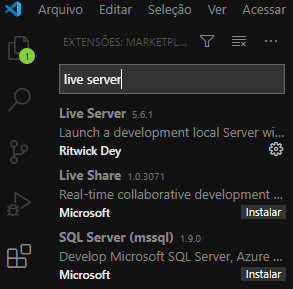 Arquivo Editar Seleção Ver Acessar
EXTENSÕES: MARKETPL...
1
live server
Live Server 5.6.1
Launch a development local Server wi...
Ritwick Dey
Live Share 1.0.3071
Real-time collaborative development ...
Microsoft Instalar
SQL Server (mssql) 1.9.0
Develop Microsoft SQL Server, Azure ...
Microsoft Instalar